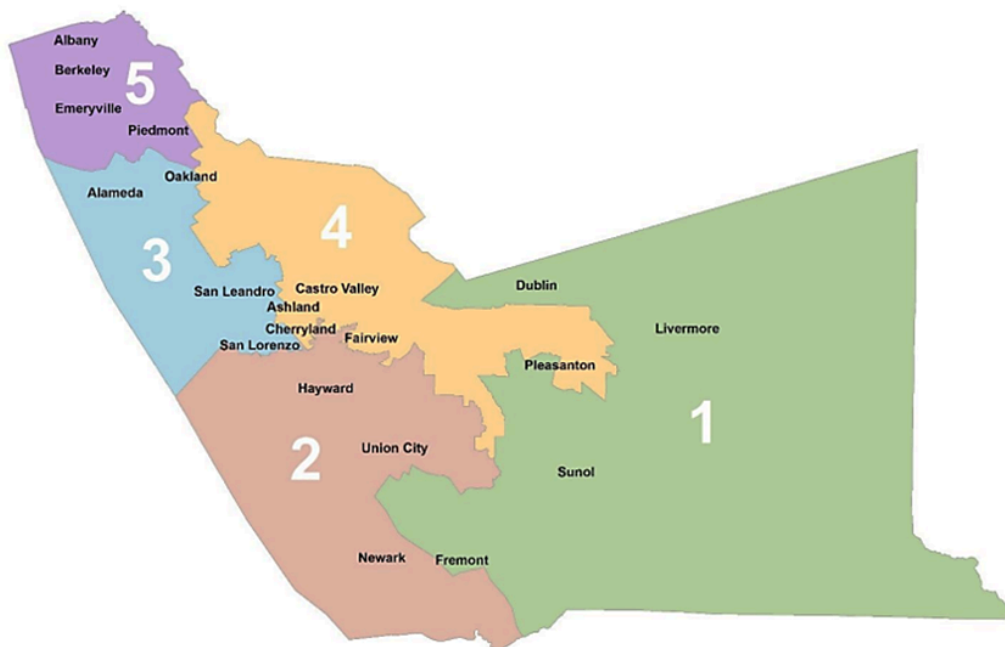 Albany
Berkeley
5
Emeryville
Piedmont
Oakland
Alameda
4
3
Dublin
San Leandro
Castro Valley
Ashland
Cherryland
Livermore
Fairview
San Lorenzo
Pleasanton
Hayward
1
Union City
2
Sunol
Newark
Fremont